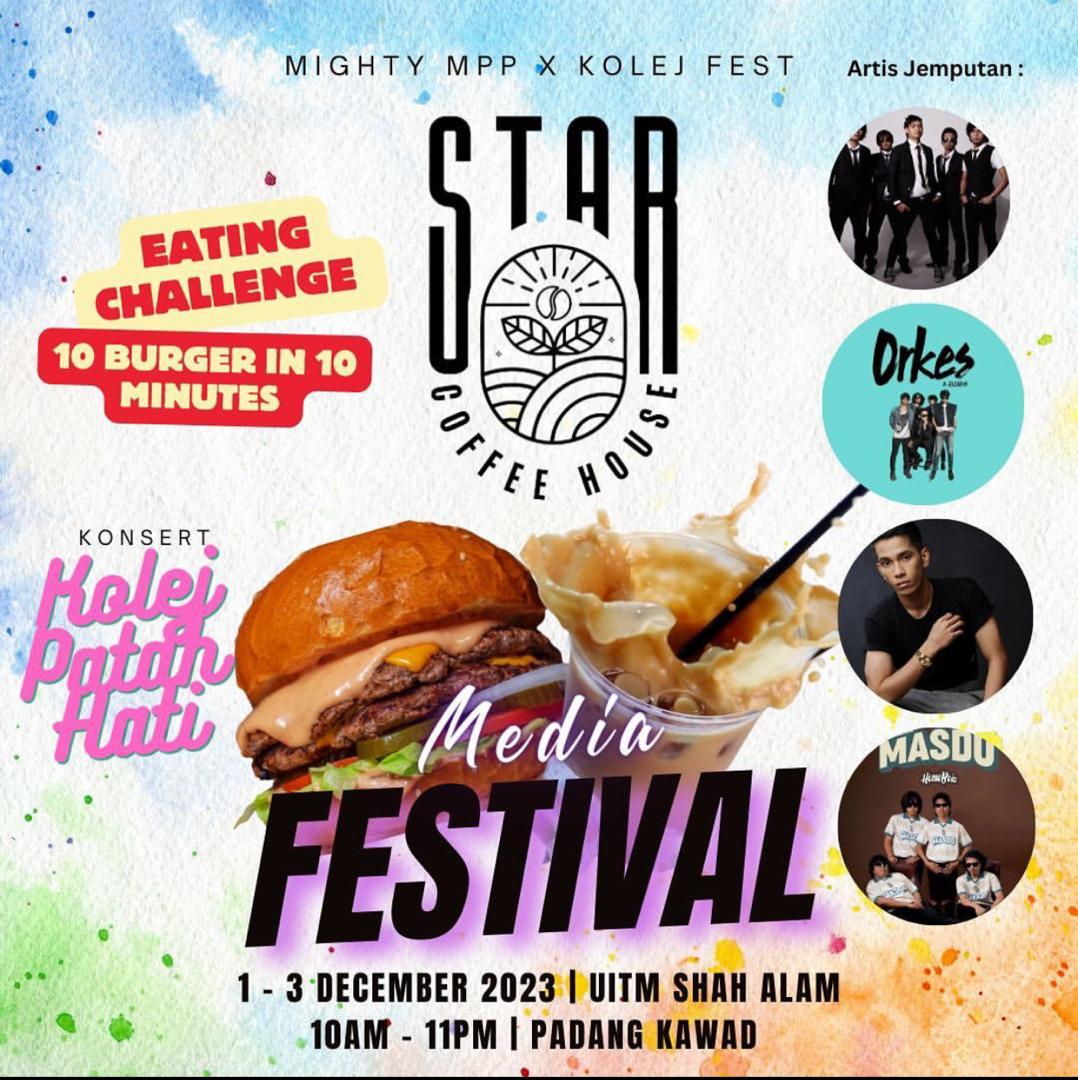 MIGHTY MPP X KOLEJ FEST
Artis Jemputan :
STAR
COFFEE HOUSE
EATING
CHALLENGE
10 BURGER IN 10
MINUTES
Orkes
A-HIZADIN
KONSERT
Kolej
Patah
Hati
MASDO
Media
FESTIVAL
1 - 3 DECEMBER 2023 | UITM SHAH ALAM
10AM - 11PM | PADANG KAWAD